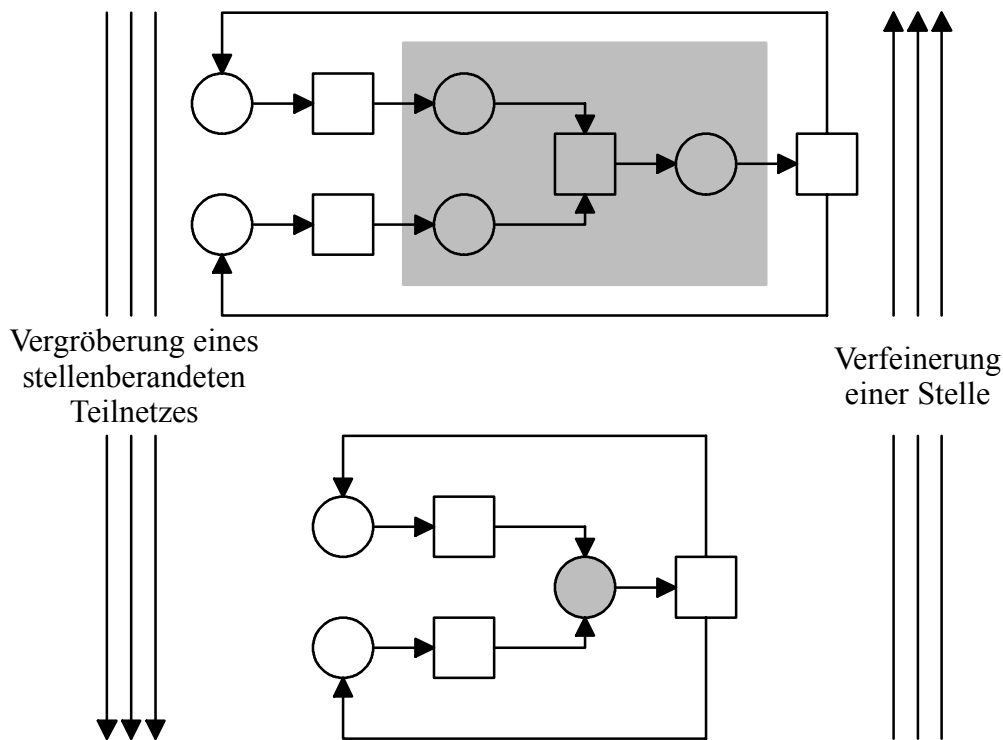 Vergröberung eines
stellenberandeten
Teilnetzes
Verfeinerung
einer Stelle